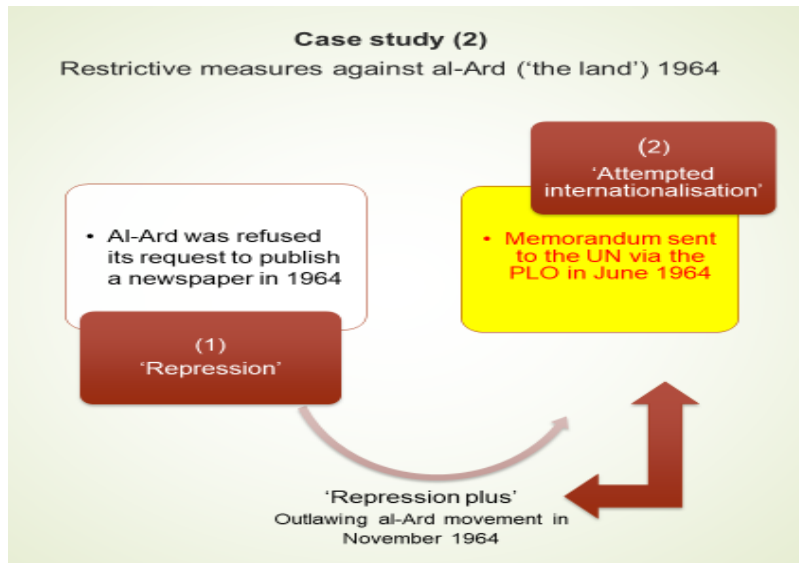 Case study (2)
Restrictive measures against al-Ard (‘the land’) 1964
(2)
‘Attempted
internationalisation’
• Al-Ard was refused
its request to publish
a newspaper in 1964
• Memorandum sent
to the UN via the
PLO in June 1964
(1)
‘Repression’
‘Repression plus’
Outlawing al-Ard movement in
November 1964